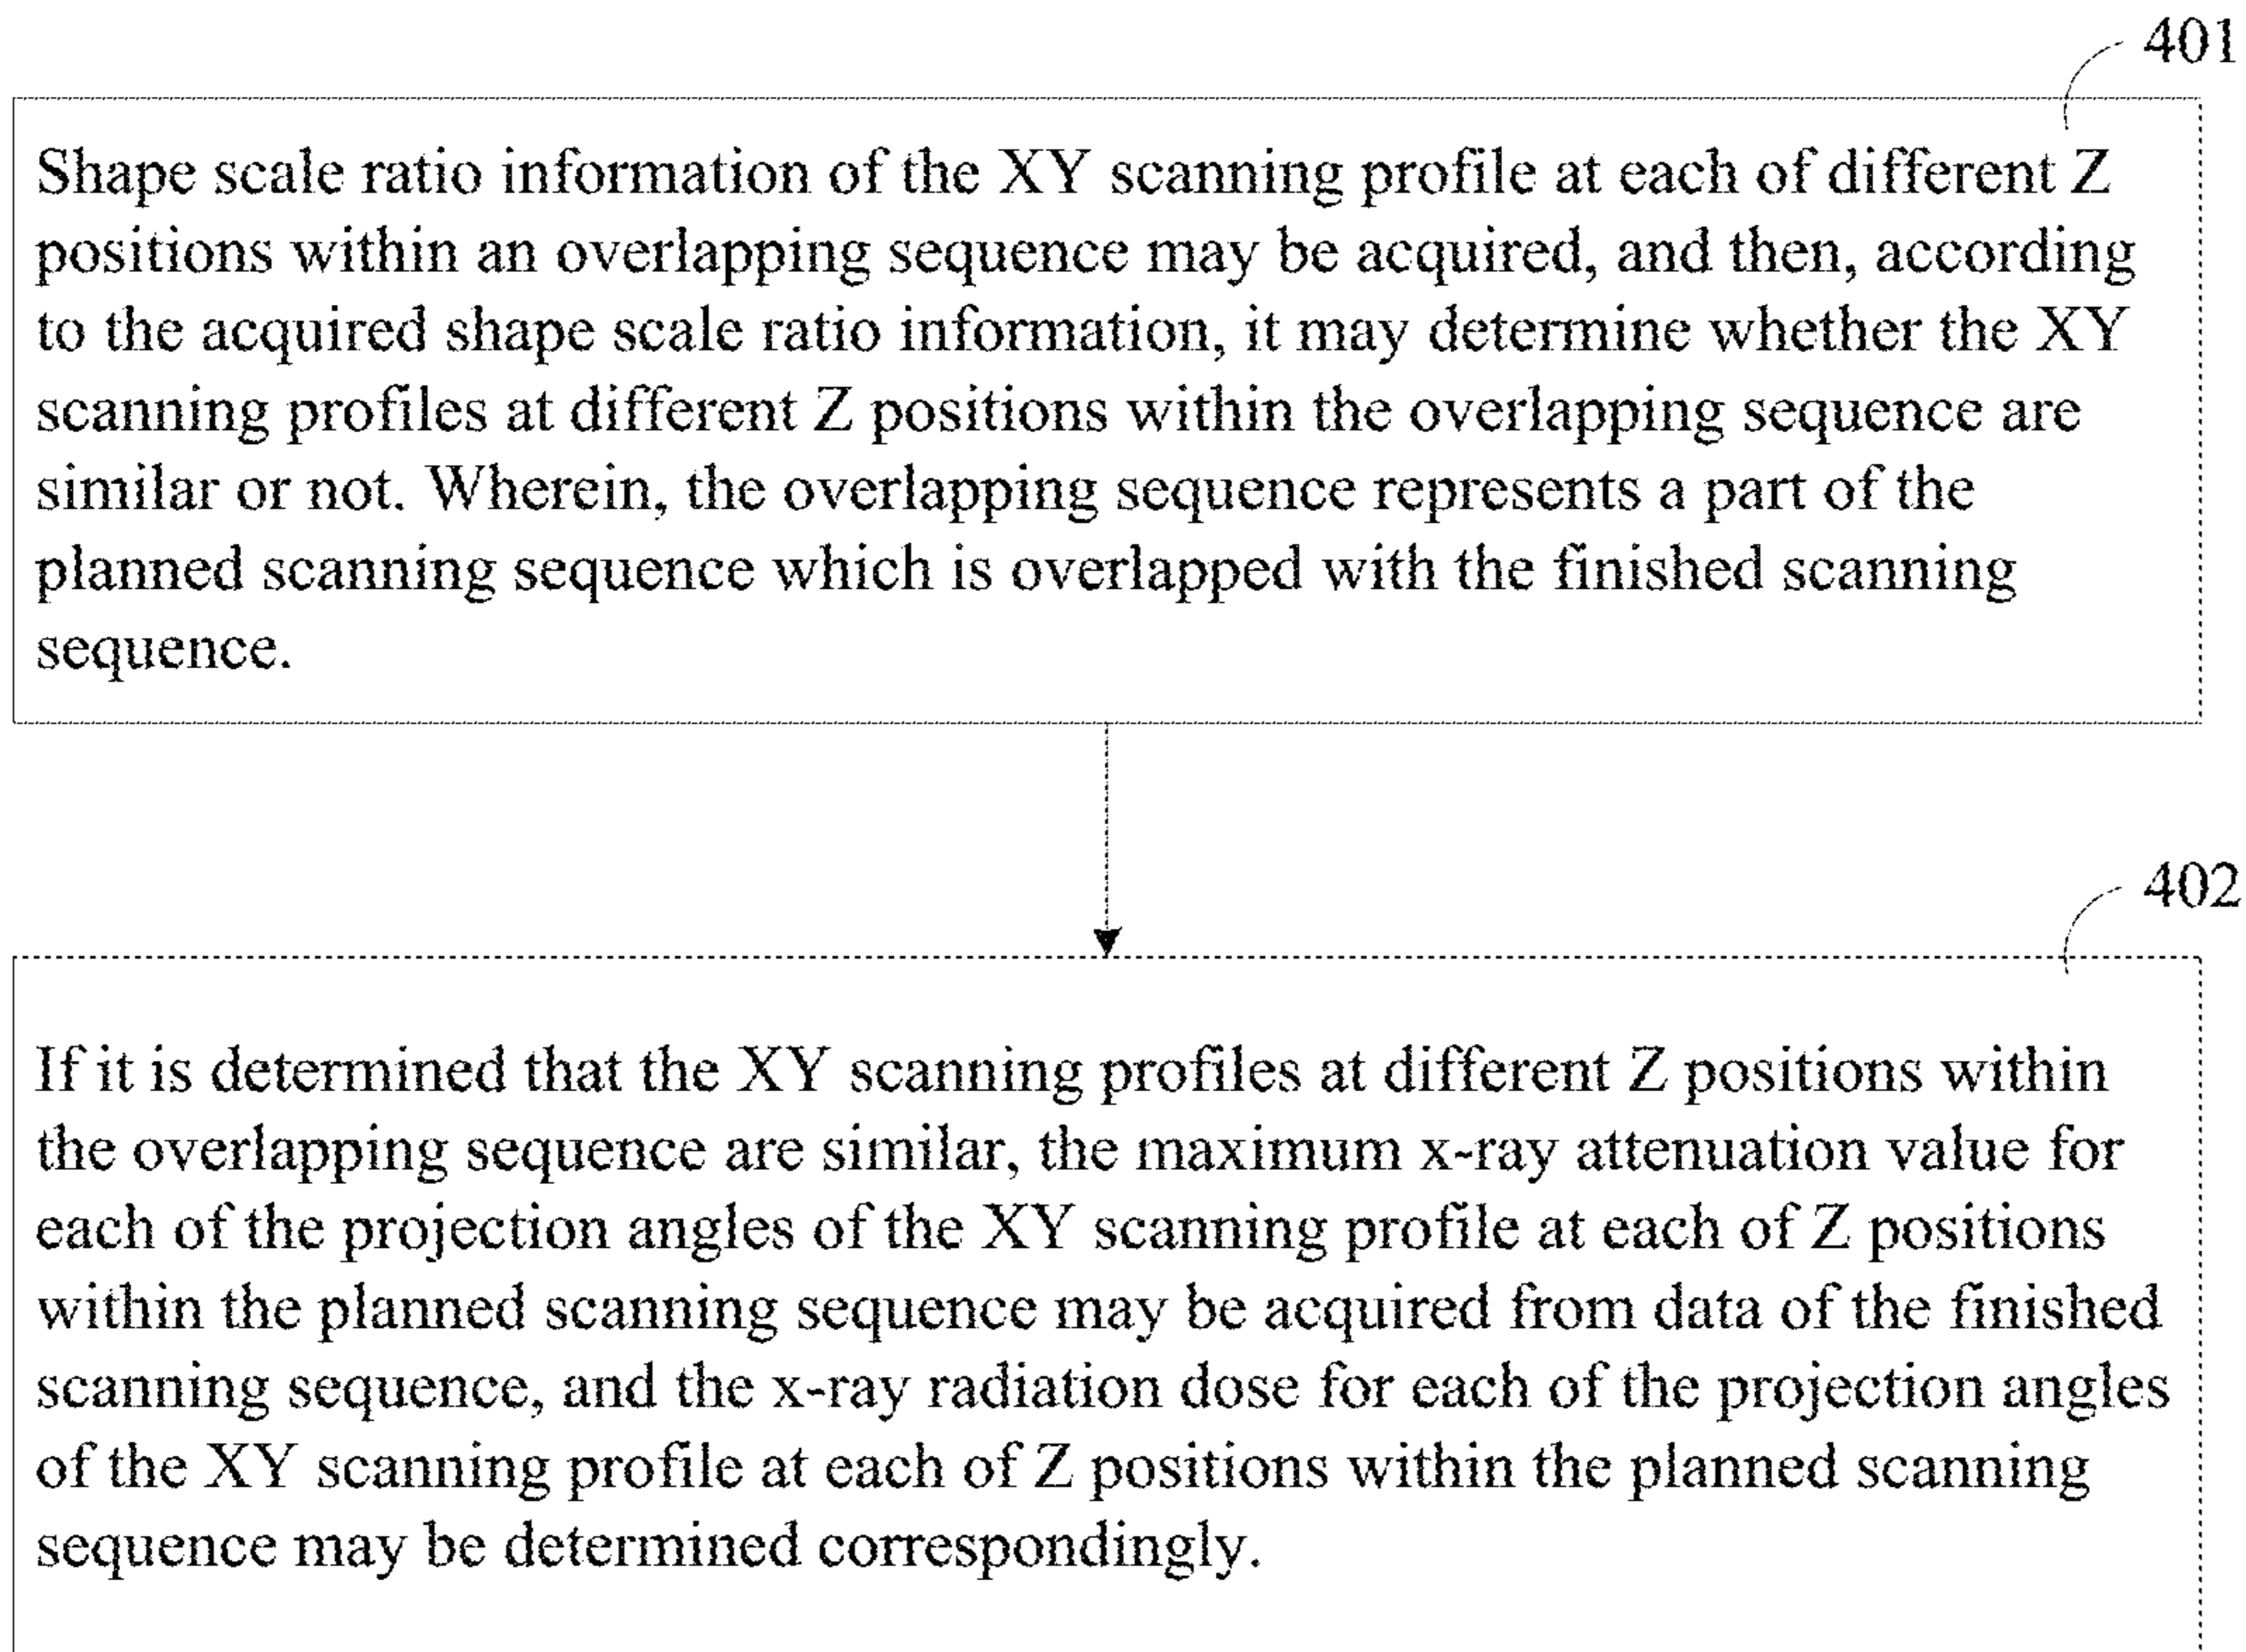 401
Shape scale ratio information of the XY scanning profile at each of different Z
positions within an overlapping sequence may be acquired, and then, according
to the acquired shape scale ratio information, it may determine whether the XY
scanning profiles at different Z positions within the overlapping sequence are
similar or not. Wherein, the overlapping sequence represents a part of the
planned scanning sequence which is overlapped with the finished scanning
sequence.
402
If it is determined that the XY scanning profiles at different Z positions within
the overlapping sequence are similar, the maximum x-ray attenuation value for
each of the projection angles of the XY scanning profile at each of Z positions
within the planned scanning sequence may be acquired from data of the finished
scanning sequence, and the x-ray radiation dose for each of the projection angles
of the XY scanning profile at each of Z positions within the planned scanning
sequence may be determined correspondingly.